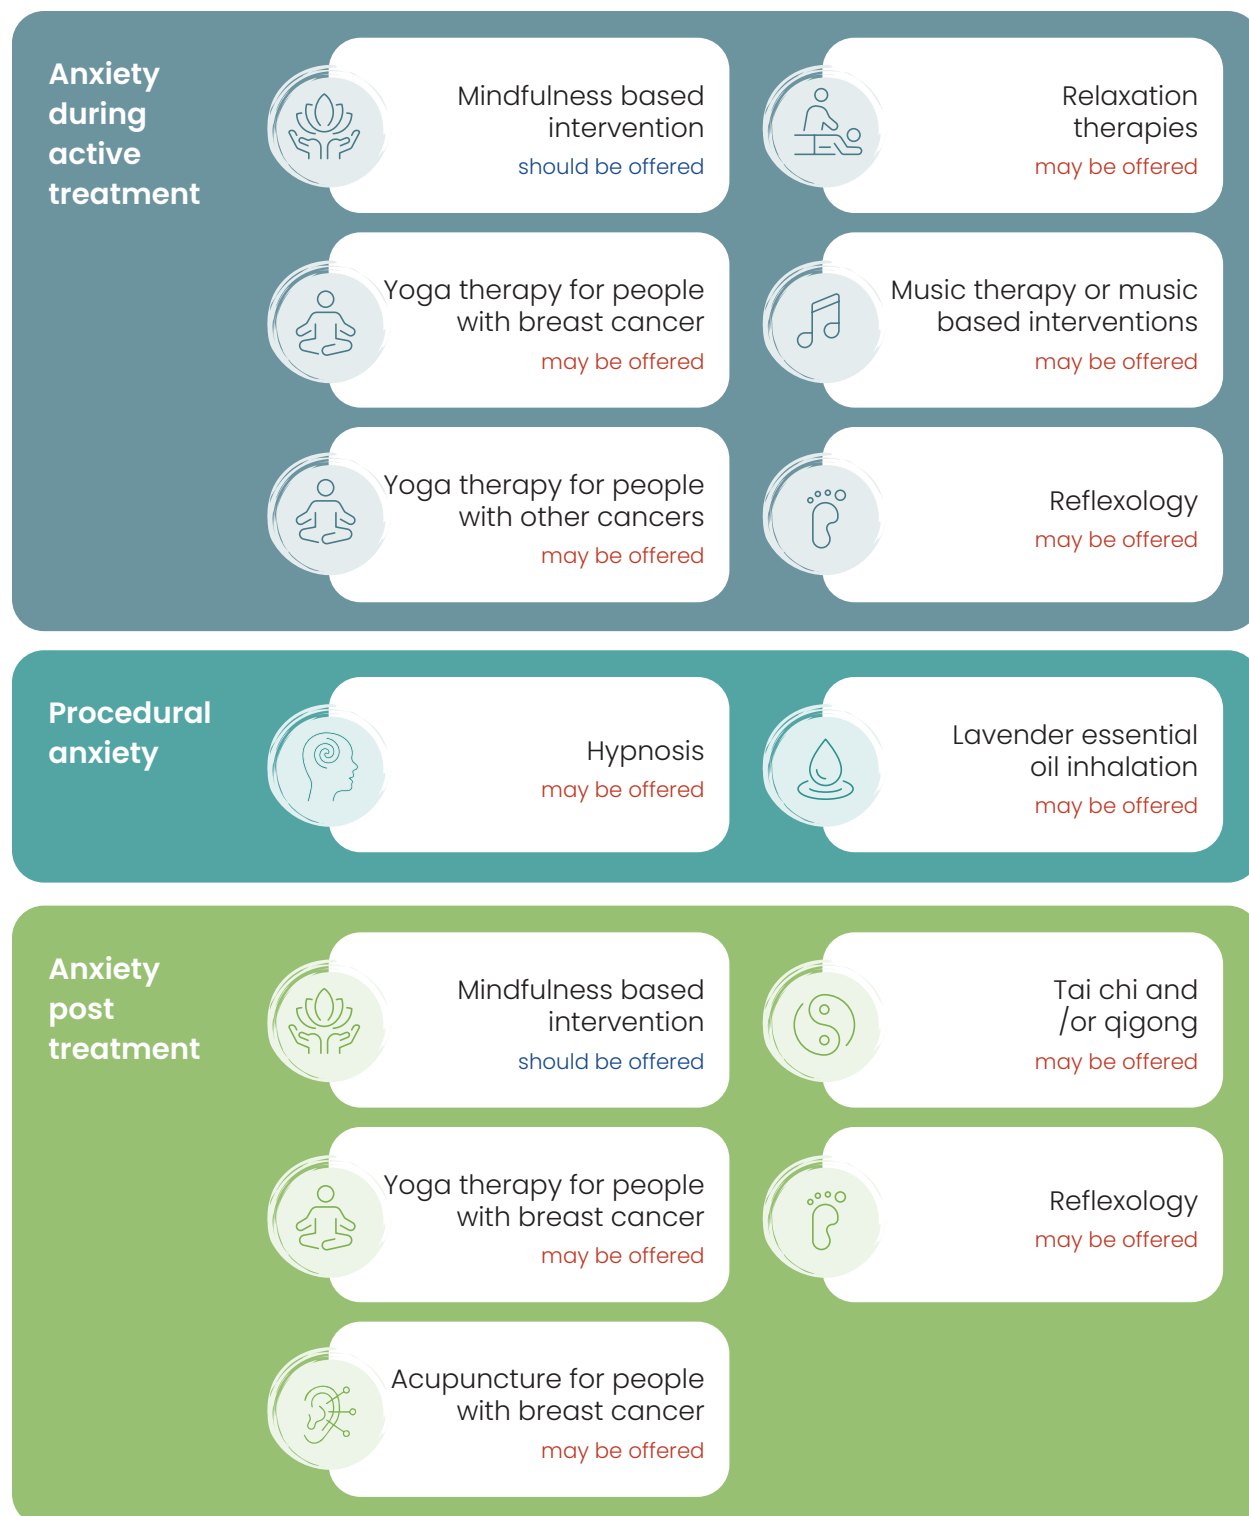 Anxiety
during
active
treatment
Mindfulness based
intervention
should be offered
Relaxation
therapies
may be offered
Yoga therapy for people
with breast cancer
may be offered
Music therapy or music
based interventions
may be offered
Yoga therapy for people
with other cancers
may be offered
Reflexology
may be offered
Procedural
anxiety
Hypnosis
may be offered
Lavender essential
oil inhalation
may be offered
Anxiety
post
treatment
Mindfulness based
intervention
should be offered
Tai chi and
/or qigong
may be offered
Yoga therapy for people
with breast cancer
may be offered
Reflexology
may be offered
Acupuncture for people
with breast cancer
may be offered